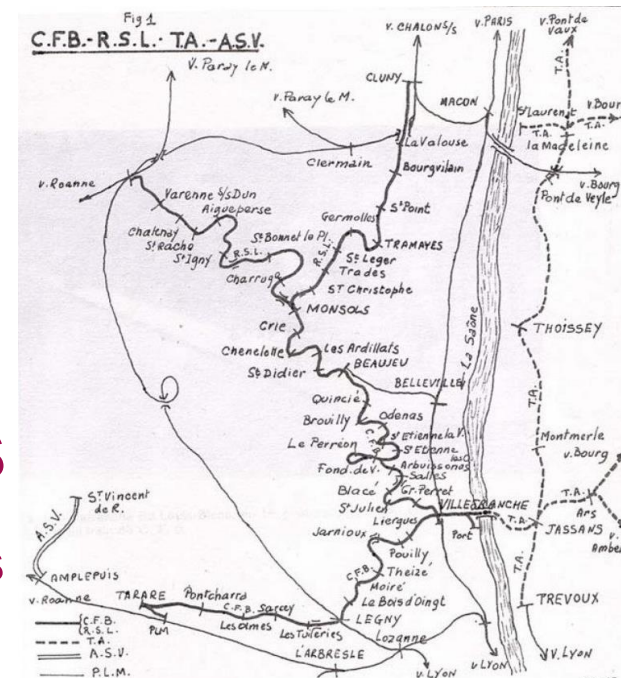 Fig 1
C.F.B.-R.S.L.- T.A.-A.S.V.
v. CHALON S/S
v. PARIS
v. Pont de Vaux
V. Paray le M.
v. Paray le M.
CLUNY
MACON
T.A.
St Laurent
T.A.
T.A.
v. Bourg
la Madeleine
La Valouse
Clermain
Bourgvilain
v. Roanne
v. Bourg
Pont de Veyle
Varenne s/s Dun
Aigueperse
St Point
Chatenay
St Racho
St Igny
R.S.L.
St Bonnet le Pl.
Germolles
TRAMAYES
R.S.L.
St Leger
Trades
Charruga
St Christophe
MONSOLS
La Saône
THOISSEY
Crie
Chenelotte
Les Ardillats
BEAUJEU
St Didier
BELLEVILLE
T.A.
Quincié
Brouilly
Odenas
C.F.B.
St Etienne la V.
St Etienne les O.
Le Perréon
Montmerle
v. Bourg
Fond. de V.
Arbuissonas
Salles
Blacé
Gr. Perret
St Julien
VILLEFRANCHE
T.A.
Ars
T.A.
JASSANS
Liergues
Port
St Vincent de R.
A.S.V.
Jarnioux
Pouilly
C.F.B.
Theizé
Moiré
AMPLEPUIS
v. Roanne
TARARE
Pontcharra
C.F.B.
Sarcey
Le Bois d'Oingt
TREVOUX
PLM
Les Olmes
Les Tuileries
LEGNY
Lozanne
L'ARBRESLE
v. LYON
v LYON
V. LYON
C.F.B.
R.S.L.
T.A.
A.S.V.
P.L.M.